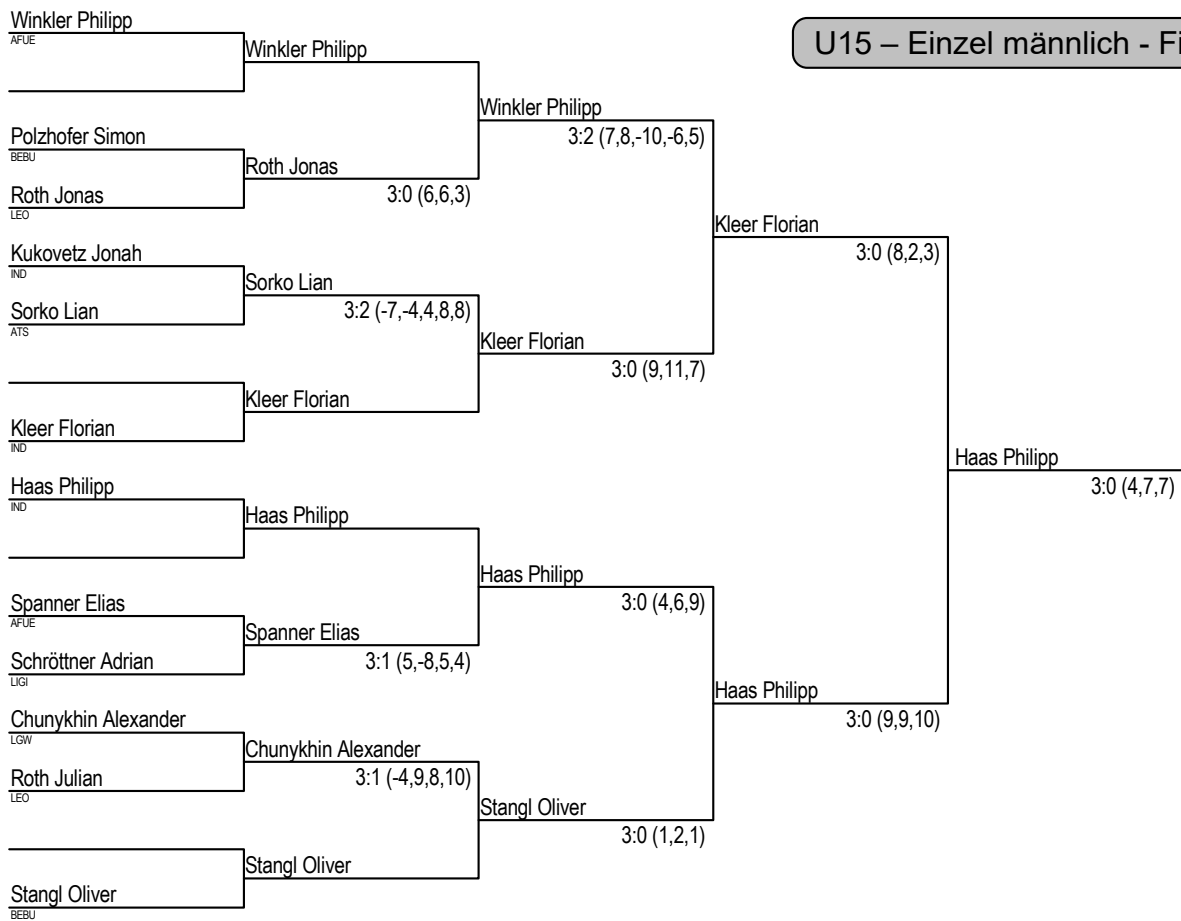 U15 – Einzel männlich - Fi
Winkler Philipp
AFUE
Polzhofer Simon
BEBU
Roth Jonas
LEO
Kukovetz Jonah
IND
Sorko Lian
ATS
Kleer Florian
IND
Haas Philipp
IND
Spanner Elias
AFUE
Schröttner Adrian
LIGI
Chunykhin Alexander
LGW
Roth Julian
LEO
Stangl Oliver
BEBU
Winkler Philipp
Roth Jonas
3:0 (6,6,3)
Sorko Lian
3:2 (-7,-4,4,8,8)
Kleer Florian
Haas Philipp
Spanner Elias
3:1 (5,-8,5,4)
Chunykhin Alexander
3:1 (-4,9,8,10)
Stangl Oliver
Winkler Philipp
3:2 (7,8,-10,-6,5)
Kleer Florian
3:0 (9,11,7)
Haas Philipp
3:0 (4,6,9)
Stangl Oliver
3:0 (1,2,1)
Kleer Florian
3:0 (8,2,3)
Haas Philipp
3:0 (9,9,10)
Haas Philipp
3:0 (4,7,7)